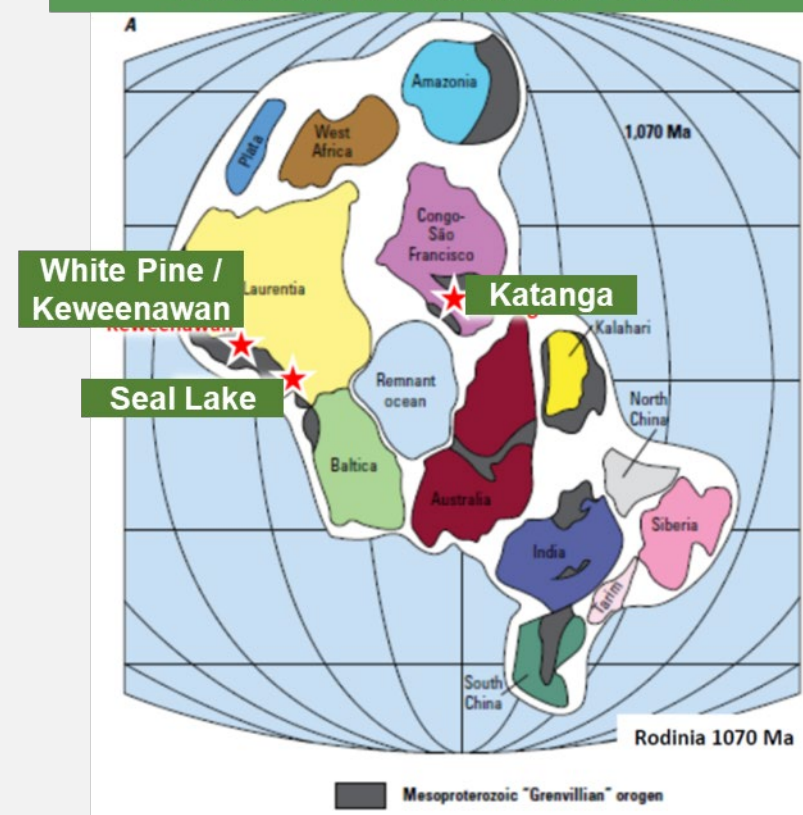 A
Amazonia
1,070 Ma
West
Africa
Plata
Congo-
São
Francisco
White Pine /
Keweenawan
Laurentia
Katanga
Keweenawan
Kalahari
Seal Lake
Remnant
ocean
North
China
Baltica
Australia
Siberia
India
Tarim
South
China
Rodinia 1070 Ma
Mesoproterozoic "Grenvillian" orogen